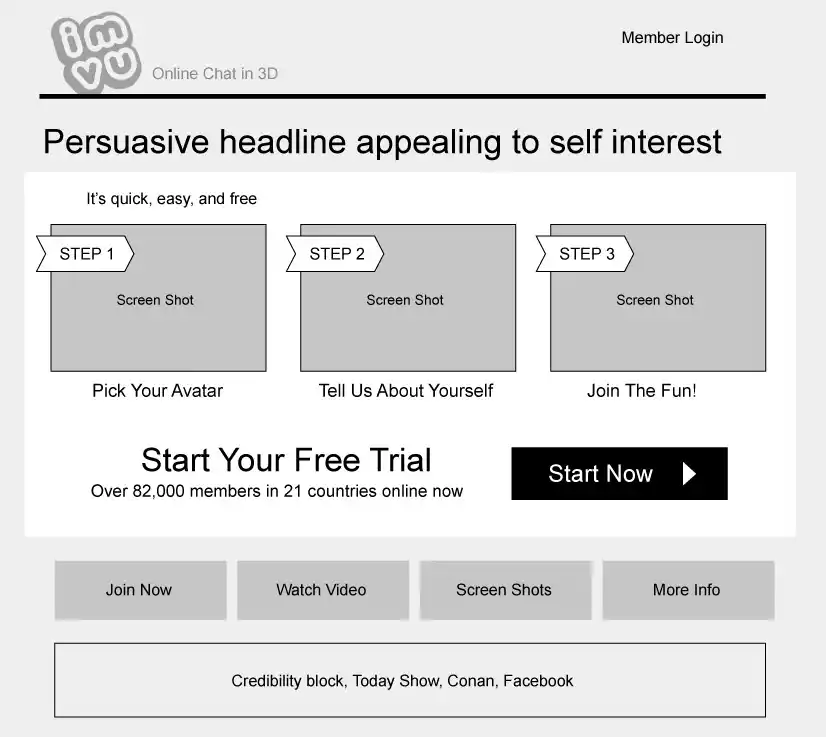 imvu
Online Chat in 3D
Member Login
Persuasive headline appealing to self interest
It's quick, easy, and free
STEP 1
STEP 2
STEP 3
Screen Shot
Screen Shot
Screen Shot
Pick Your Avatar
Tell Us About Yourself
Join The Fun!
Start Your Free Trial
Over 82,000 members in 21 countries online now
Start Now
Join Now
Watch Video
Screen Shots
More Info
Credibility block, Today Show, Conan, Facebook